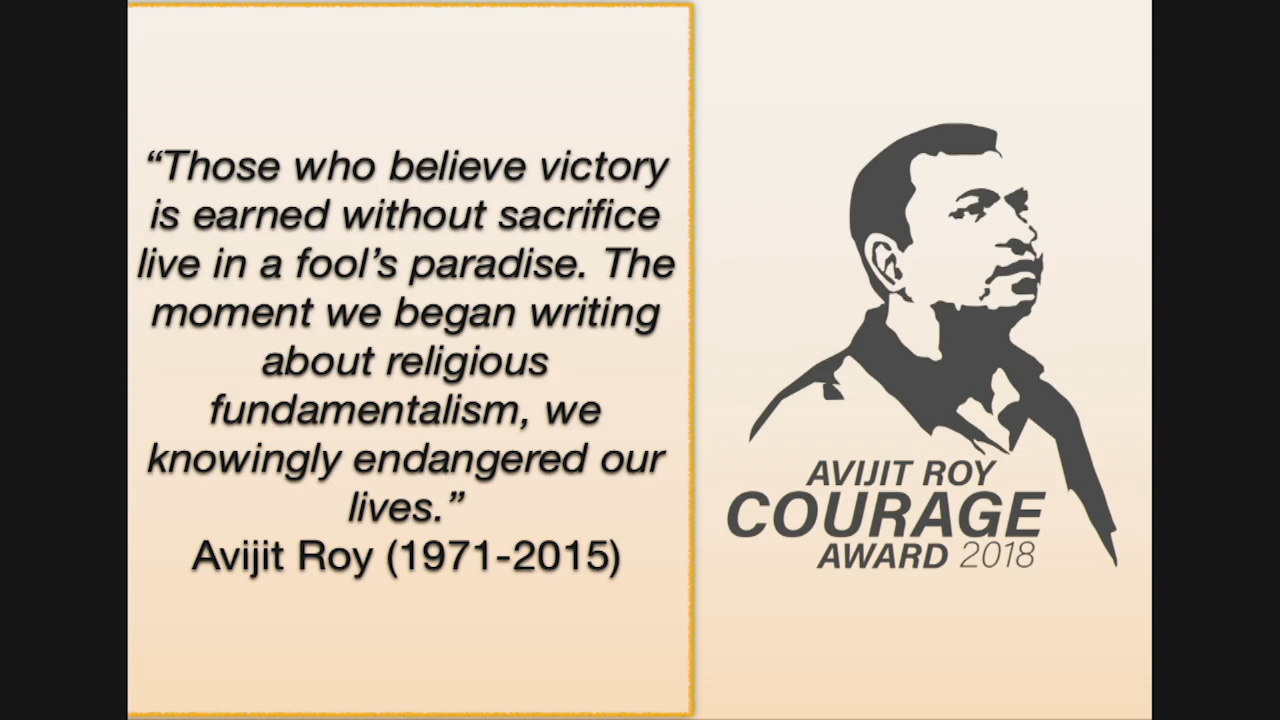 “Those who believe victory
is earned without sacrifice
live in a fool’s paradise. The
moment we began writing
about religious
fundamentalism, we
knowingly endangered our
lives.”
Avijit Roy (1971-2015)
AVIJIT ROY
COURAGE
AWARD 2018